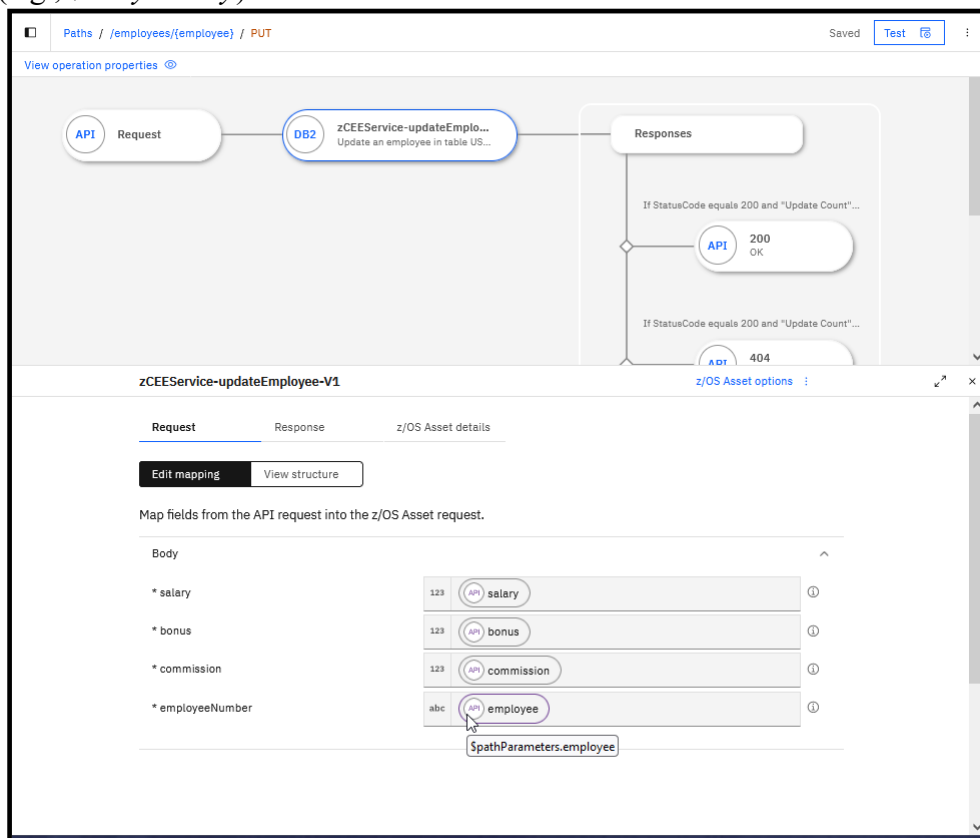 Paths / /employees/{employee} / PUT
Saved
Test
View operation properties
API Request
DB2 zCEEService-updateEmplo...
Update an employee in table US...
Responses
If StatusCode equals 200 and "Update Count"...
API 200
OK
If StatusCode equals 200 and "Update Count"...
API 404
zCEEService-updateEmployee-V1
z/OS Asset options
Request Response z/OS Asset details
Edit mapping View structure
Map fields from the API request into the z/OS Asset request.
Body
* salary 123 API salary
* bonus 123 API bonus
* commission 123 API commission
* employeeNumber abc API employee
$pathParameters.employee